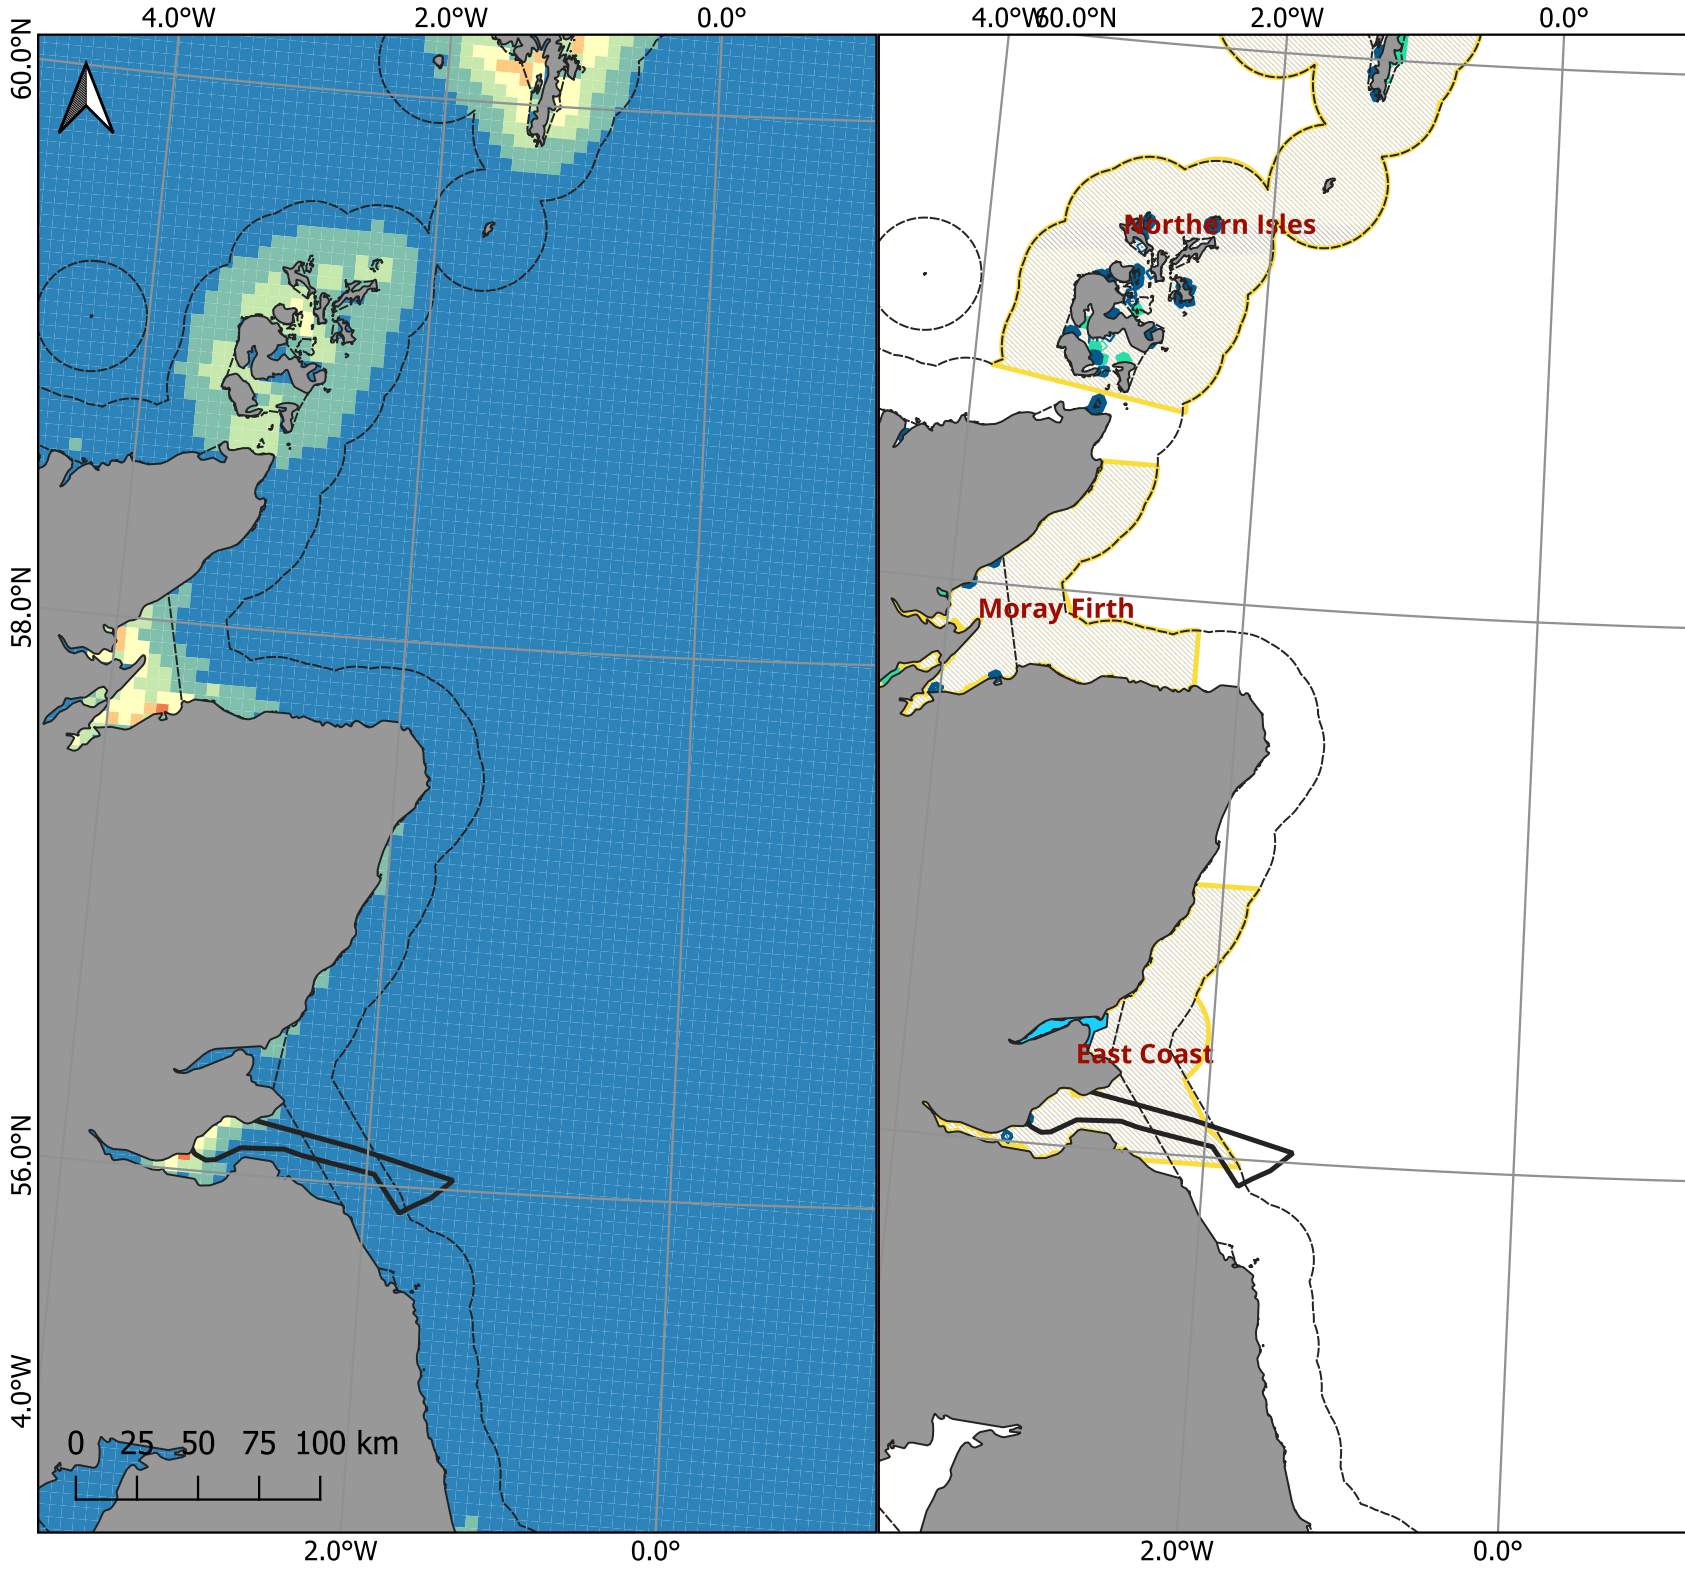 4.0°W 2.0°W 0.0° 4.0°W 60.0°N 2.0°W 0.0°
60.0°N
58.0°N
56.0°N
4.0°W
Northern Isles
Moray Firth
East Coast
0 25 50 75 100 km
2.0°W 0.0° 2.0°W 0.0°